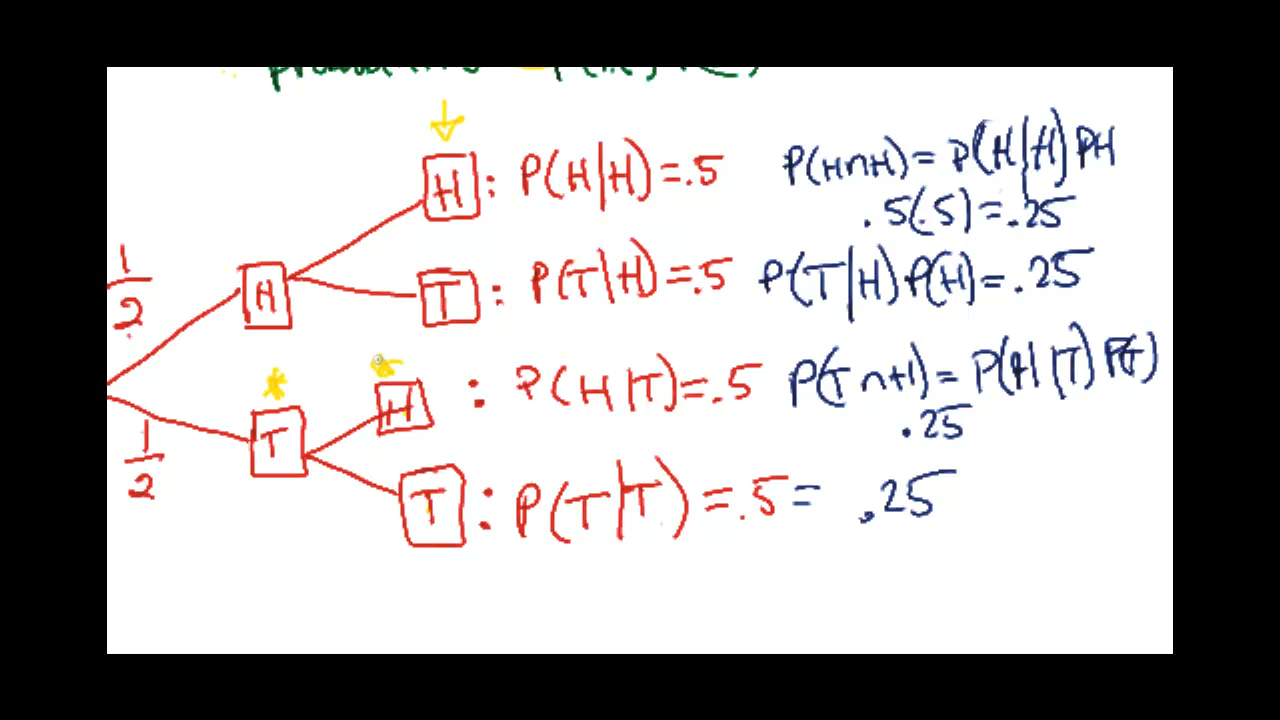 H : P(H|H) = .5 P(H∩H) = P(H|H) PH
.5(.5) = .25
1/2 H T : P(T|H) = .5 P(T|H) P(H) = .25
H : P(H|T) = .5 P(T∩H) = P(H|T) P(T)
.25
1/2 T
T : P(T|T) = .5 = .25